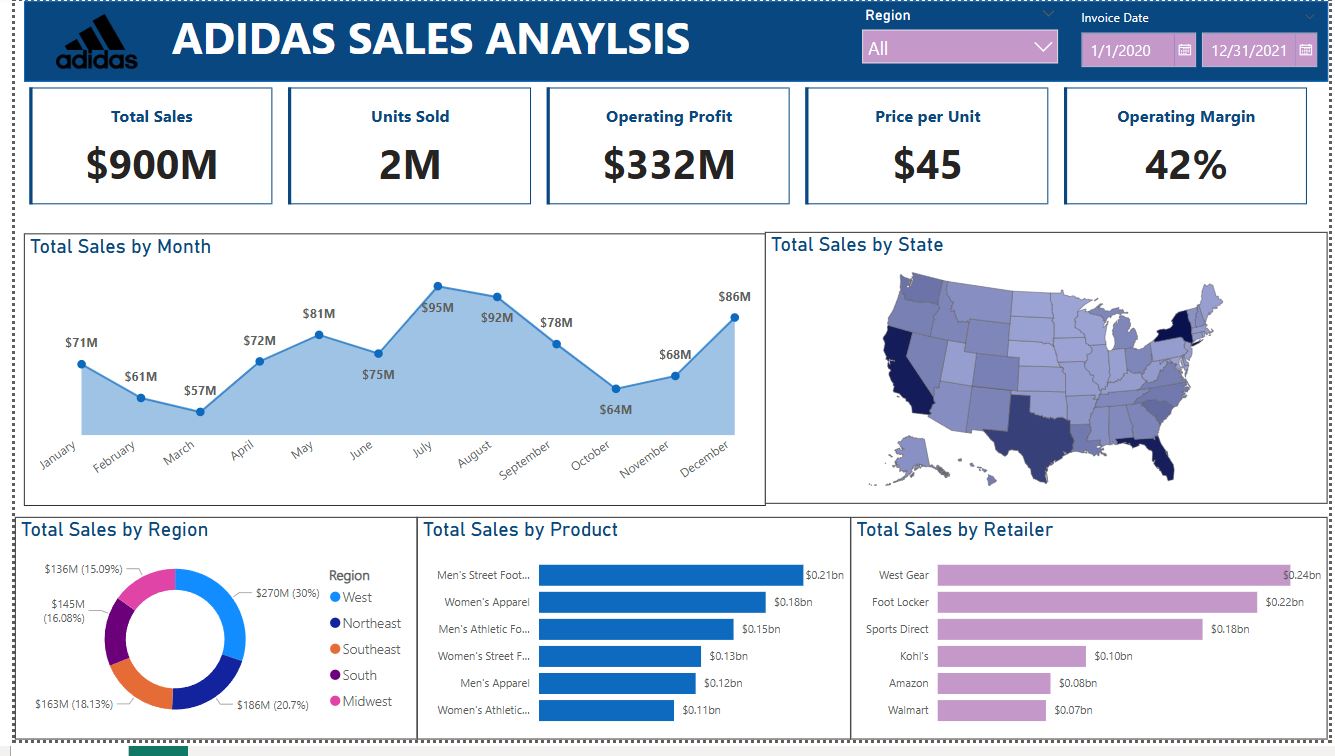 adidas
ADIDAS SALES ANAYLSIS
Region
All
Invoice Date
1/1/2020
12/31/2021
Total Sales
$900M
Units Sold
2M
Operating Profit
$332M
Price per Unit
$45
Operating Margin
42%
Total Sales by Month
$71M
$61M
$57M
$72M
$81M
$75M
$95M
$92M
$78M
$64M
$68M
$86M
January
February
March
April
May
June
July
August
September
October
November
December
Total Sales by State
Total Sales by Region
$136M (15.09%)
$145M
(16.08%)
$163M (18.13%)
$270M (30%)
$186M (20.7%)
Region
West
Northeast
Southeast
South
Midwest
Total Sales by Product
Men's Street Foot... $0.21bn
Women's Apparel $0.18bn
Men's Athletic Fo... $0.15bn
Women's Street F... $0.13bn
Men's Apparel $0.12bn
Women's Athletic... $0.11bn
Total Sales by Retailer
West Gear $0.24bn
Foot Locker $0.22bn
Sports Direct $0.18bn
Kohl's $0.10bn
Amazon $0.08bn
Walmart $0.07bn